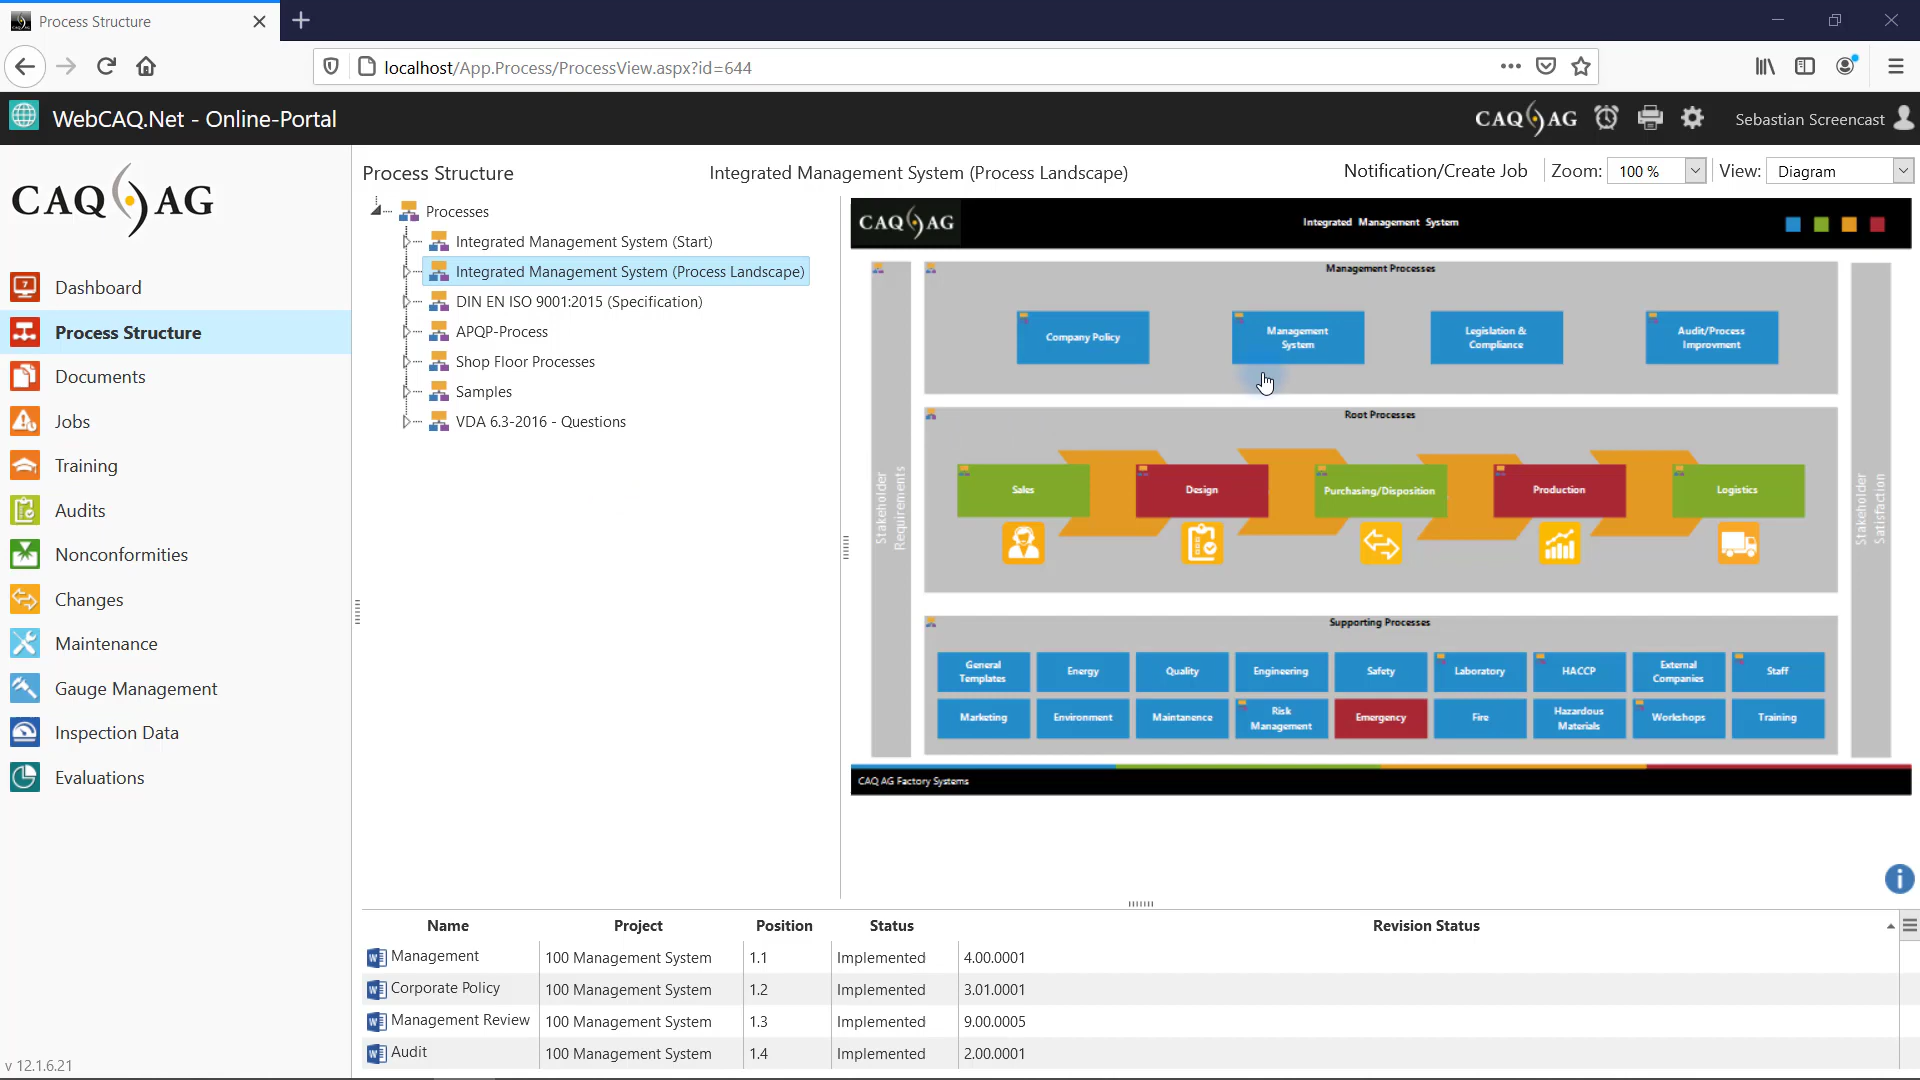 Process Structure
localhost/App.Process/ProcessView.aspx?id=644
WebCAQ.Net - Online-Portal
CAQ AG
Sebastian Screencast
CAQ AG
Dashboard
Process Structure
Documents
Jobs
Training
Audits
Nonconformities
Changes
Maintenance
Gauge Management
Inspection Data
Evaluations
v 12.1.6.21
Process Structure
Processes
Integrated Management System (Start)
Integrated Management System (Process Landscape)
DIN EN ISO 9001:2015 (Specification)
APQP-Process
Shop Floor Processes
Samples
VDA 6.3-2016 - Questions
Integrated Management System (Process Landscape)
Notification/Create Job
Zoom: 100 %
View: Diagram
CAQ AG
Integrated Management System
Stakeholder
Requirements
Management Processes
Company Policy
Management
System
Legislation &
Compliance
Audit/Process
Improvment
Root Processes
Sales
Design
Purchasing/Disposition
Production
Logistics
Stakeholder
Satisfaction
Supporting Processes
General
Templates
Energy
Quality
Engineering
Safety
Laboratory
HACCP
External
Companies
Staff
Marketing
Environment
Maintanence
Risk
Management
Emergency
Fire
Hazardous
Materials
Workshops
Training
CAQ AG Factory Systems
Name Project Position Status Revision Status
Management 100 Management System 1.1 Implemented 4.00.0001
Corporate Policy 100 Management System 1.2 Implemented 3.01.0001
Management Review 100 Management System 1.3 Implemented 9.00.0005
Audit 100 Management System 1.4 Implemented 2.00.0001